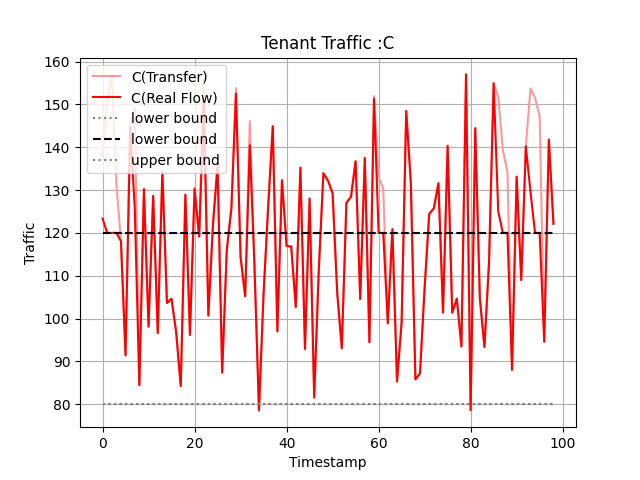 Tenant Traffic :C
C(Transfer)
C(Real Flow)
lower bound
lower bound
upper bound
Traffic
160
150
140
130
120
110
100
90
80
0 20 40 60 80 100
Timestamp